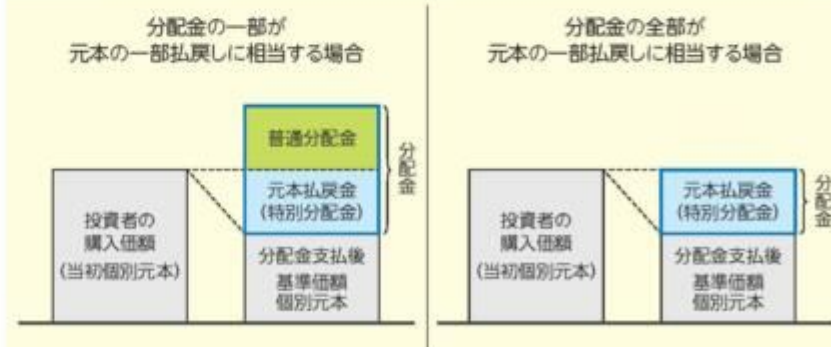 分配金の一部が
元本の一部払戻しに相当する場合
普通分配金
元本払戻金
(特別分配金)
分配金
投資者の
購入価額
(当初個別元本)
分配金支払後
基準価額
個別元本
分配金の全部が
元本の一部払戻しに相当する場合
元本払戻金
(特別分配金)
分配金
投資者の
購入価額
(当初個別元本)
分配金支払後
基準価額
個別元本